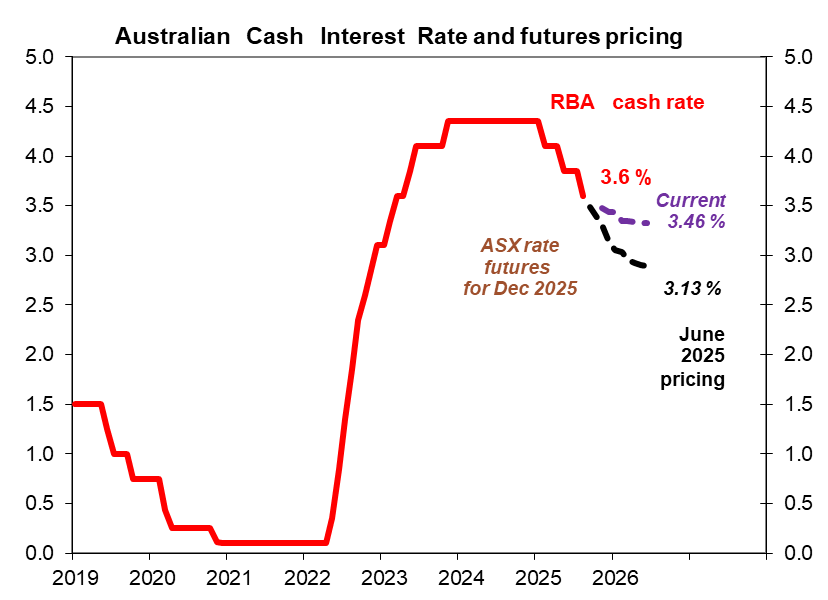 Australian Cash Interest Rate and futures pricing
5.0 5.0
4.5 4.5
RBA cash rate
4.0 4.0
3.6 %
3.5 3.5
Current
3.46 %
ASX rate
futures
for Dec 2025
3.0 3.0
3.13 %
2.5 2.5
June
2025
pricing
2.0 2.0
1.5 1.5
1.0 1.0
0.5 0.5
0.0 0.0
2019 2020 2021 2022 2023 2024 2025 2026